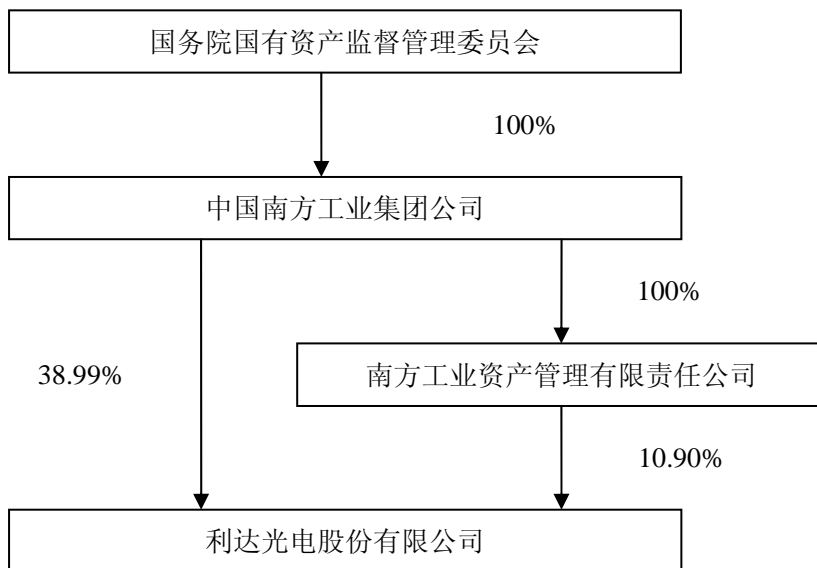 国务院国有资产监督管理委员会
100%
中国南方工业集团公司
100%
38.99%
南方工业资产管理有限责任公司
10.90%
利达光电股份有限公司